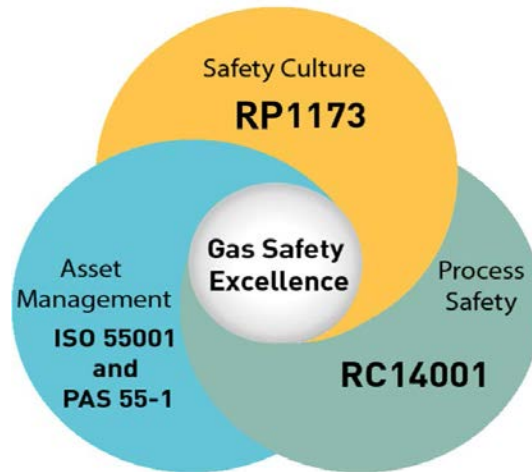 Safety Culture
RP1173
Gas Safety
Excellence
Asset
Management
ISO 55001
and
PAS 55-1
Process
Safety
RC14001